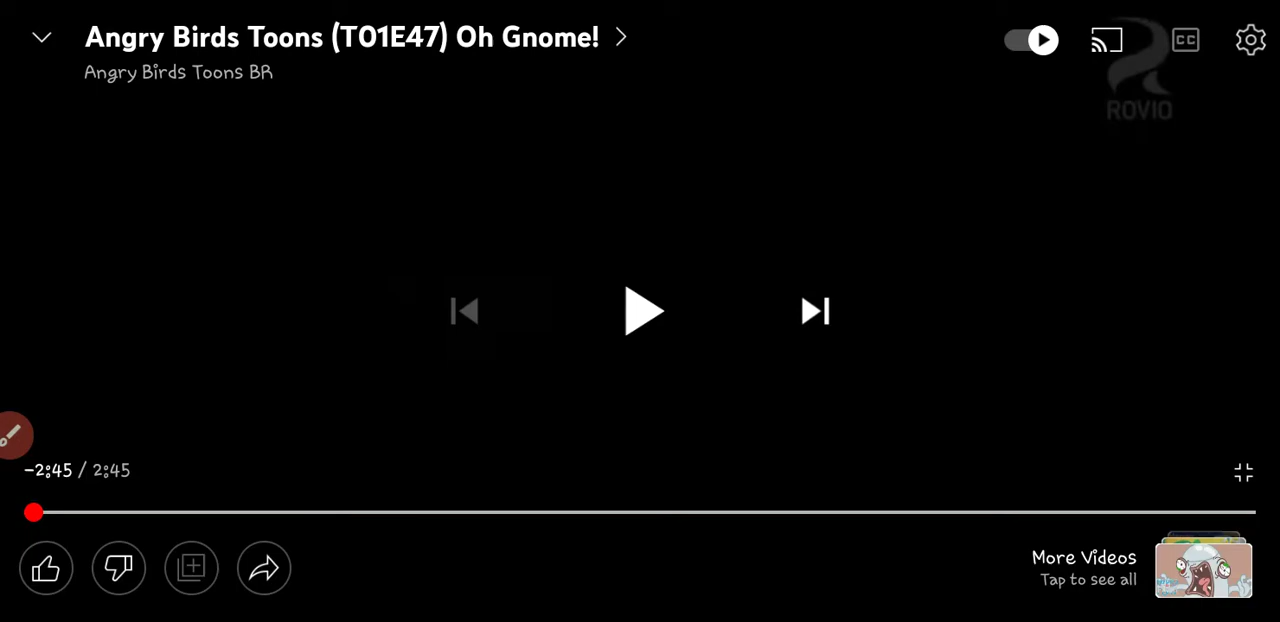 Angry Birds Toons (T01E47) Oh Gnome!
Angry Birds Toons BR
CC
ROVIO
-2:45 / 2:45
More Videos
Tap to see all